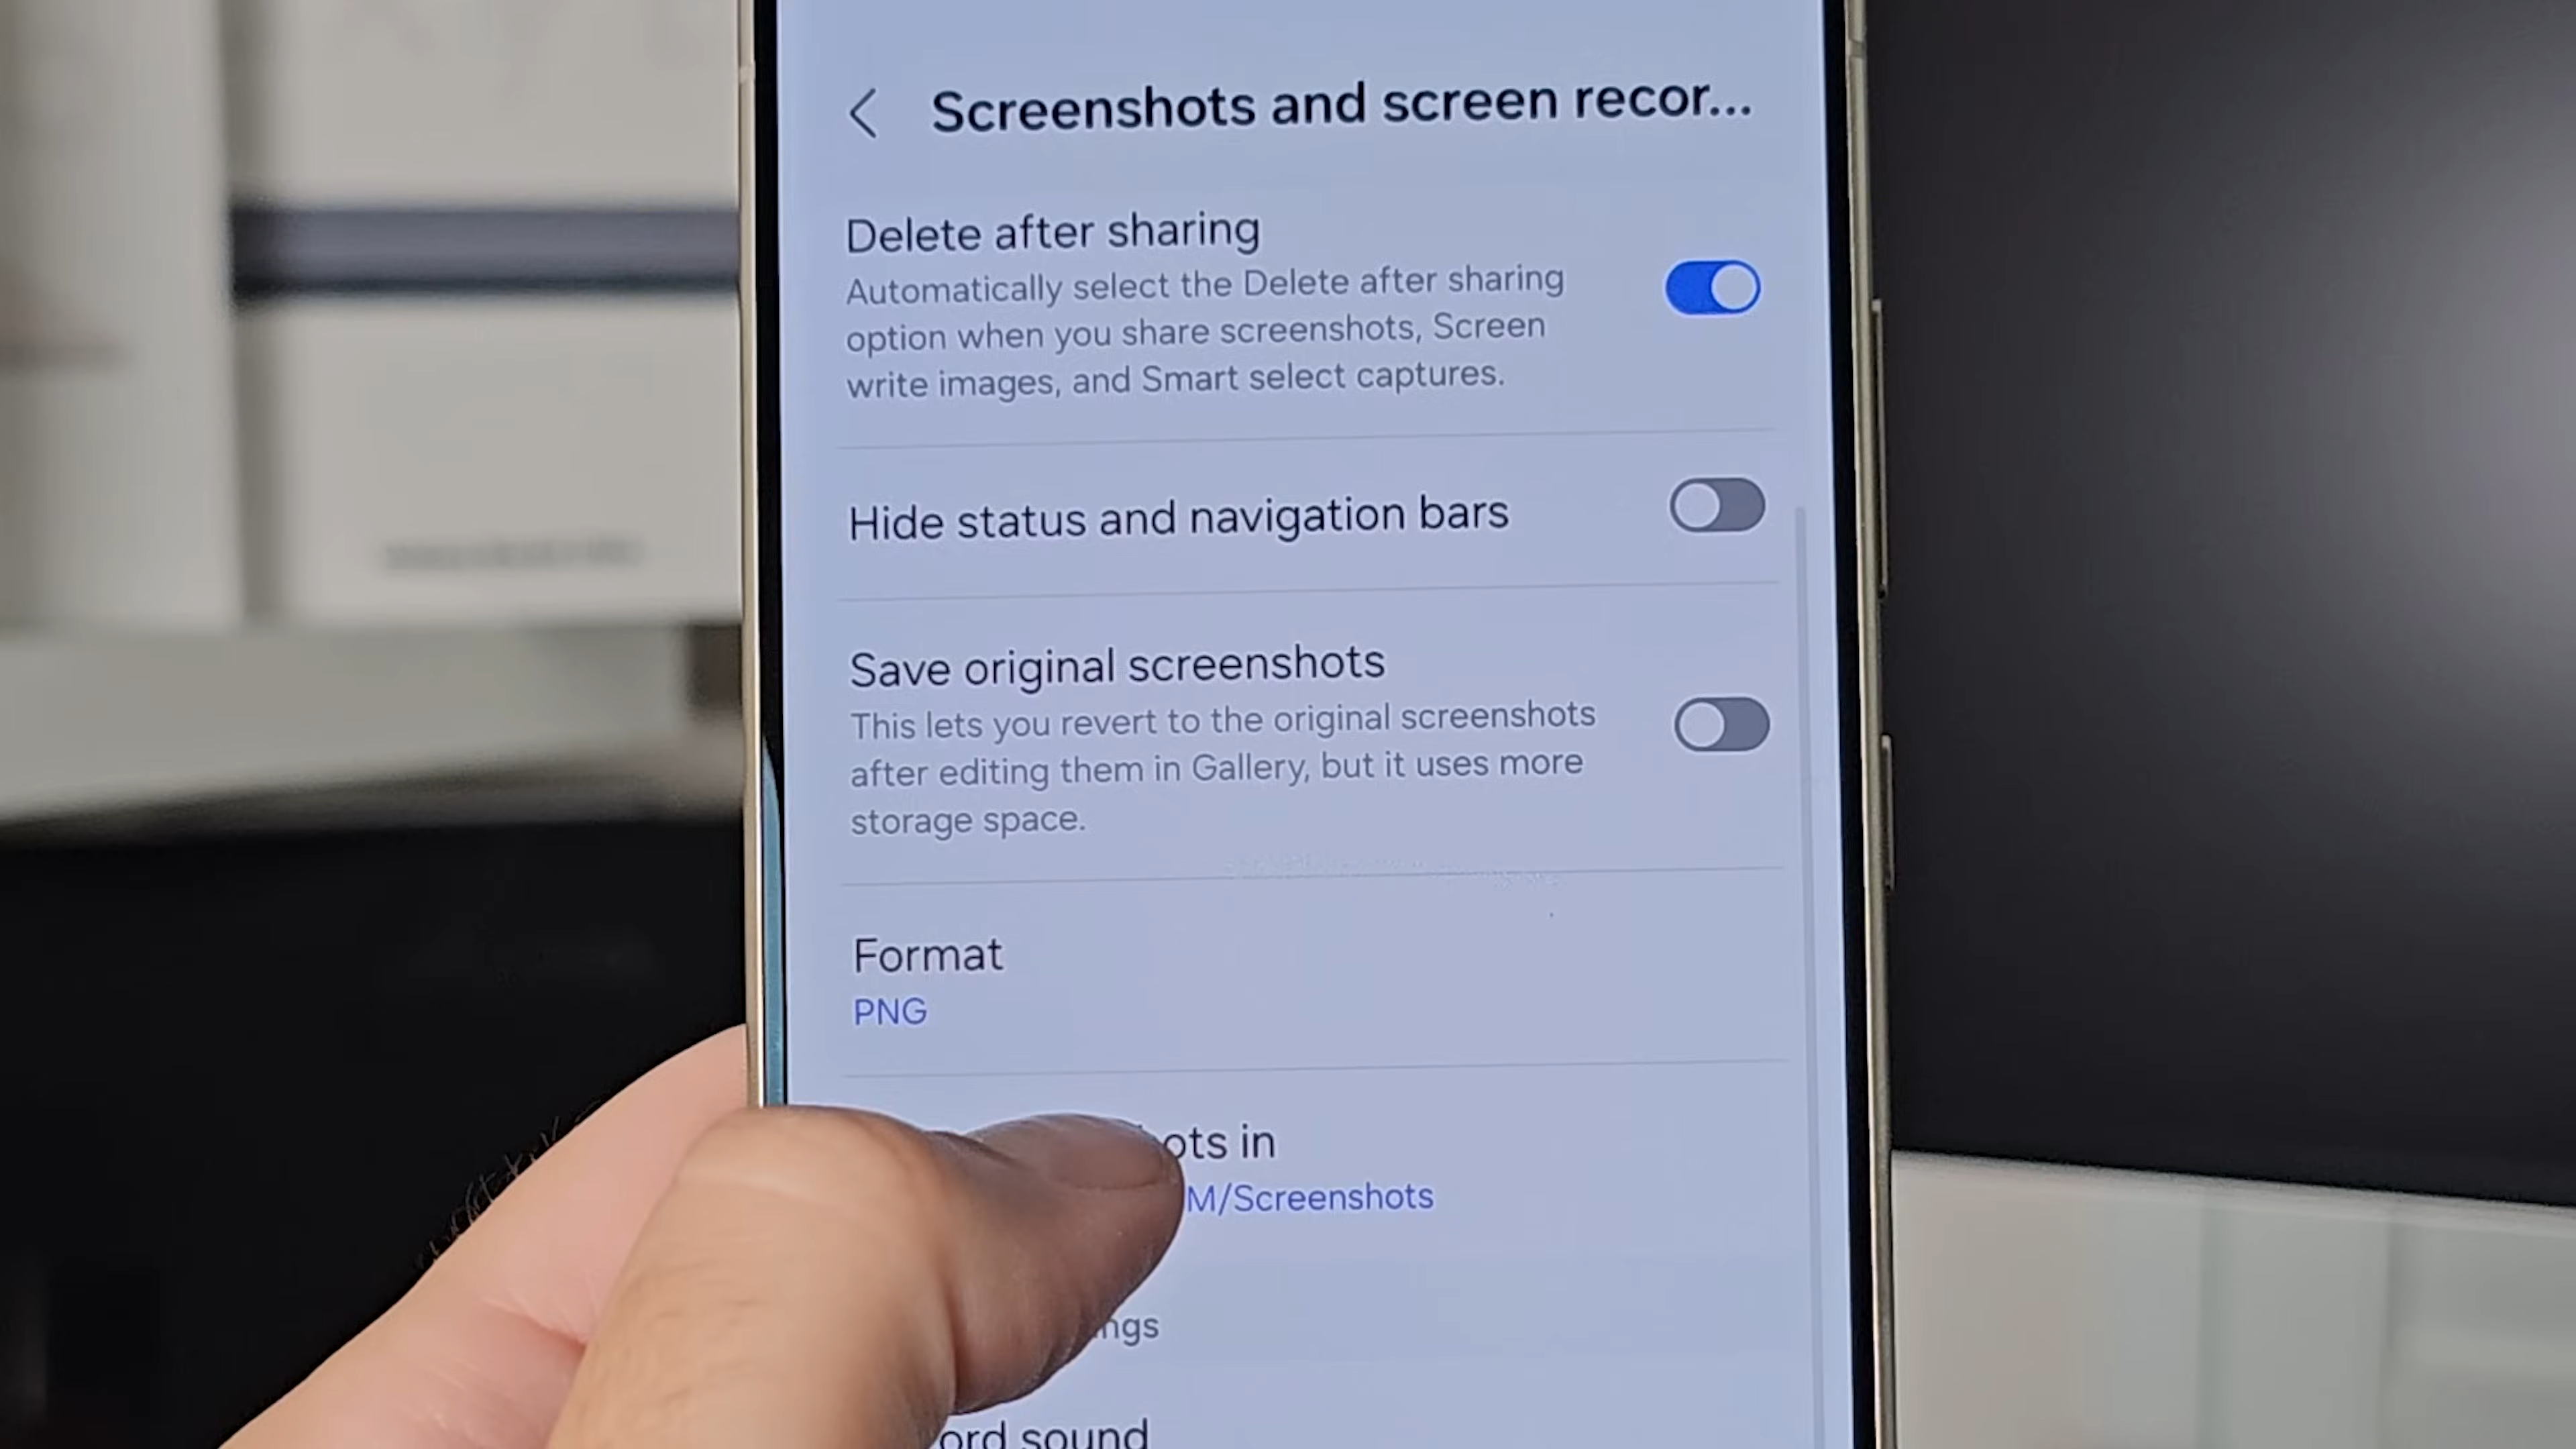 Screenshots and screen recor...
Delete after sharing
Automatically select the Delete after sharing
option when you share screenshots, Screen
write images, and Smart select captures.
Hide status and navigation bars
Save original screenshots
This lets you revert to the original screenshots
after editing them in Gallery, but it uses more
storage space.
Format
PNG
in
M/Screenshots
sound